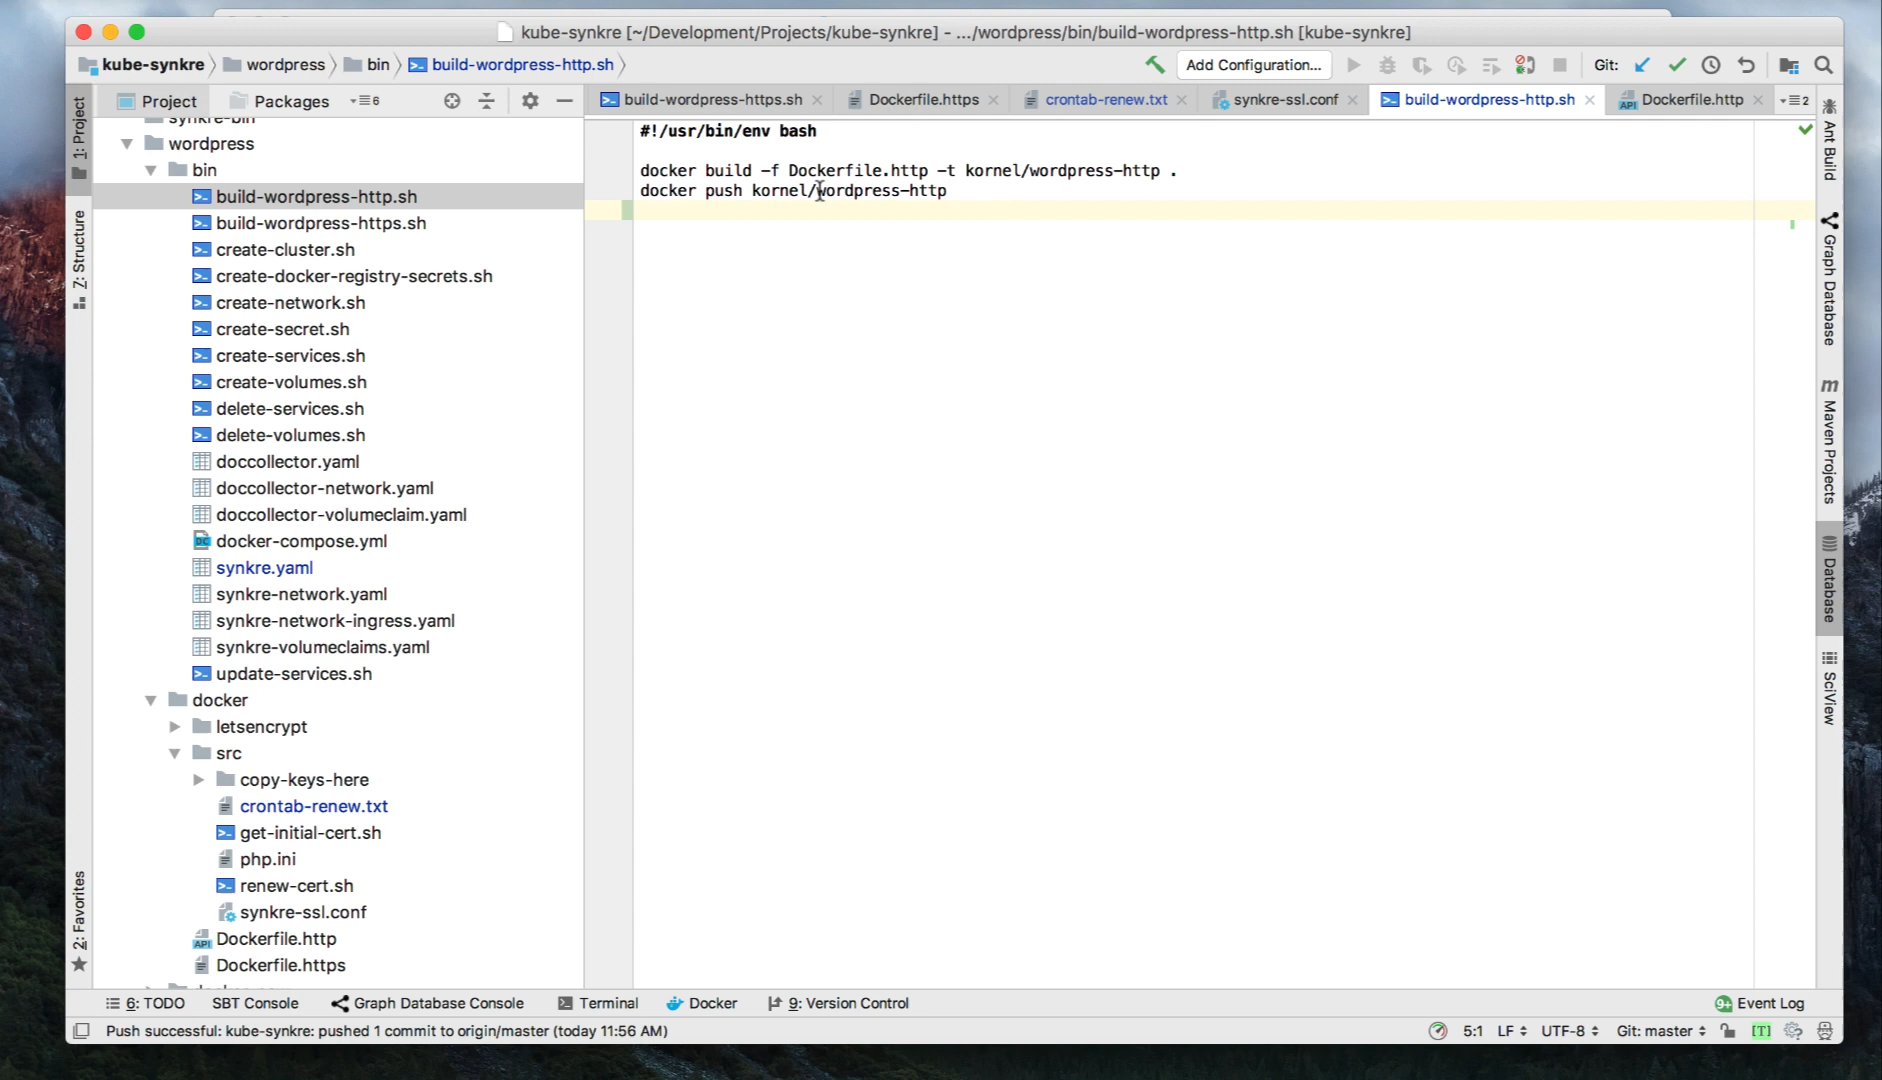 kube-synkre [~/Development/Projects/kube-synkre] - .../wordpress/bin/build-wordpress-http.sh [kube-synkre]
kube-synkre wordpress bin build-wordpress-http.sh Add Configuration... Git:
Project Packages 6 build-wordpress-https.sh Dockerfile.https crontab-renew.txt synkre-ssl.conf build-wordpress-http.sh Dockerfile.http 2
synkre-bin
wordpress
bin
build-wordpress-http.sh
build-wordpress-https.sh
create-cluster.sh
create-docker-registry-secrets.sh
create-network.sh
create-secret.sh
create-services.sh
create-volumes.sh
delete-services.sh
delete-volumes.sh
doccollector.yaml
doccollector-network.yaml
doccollector-volumeclaim.yaml
docker-compose.yml
synkre.yaml
synkre-network.yaml
synkre-network-ingress.yaml
synkre-volumeclaims.yaml
update-services.sh
docker
letsencrypt
src
copy-keys-here
crontab-renew.txt
get-initial-cert.sh
php.ini
renew-cert.sh
synkre-ssl.conf
Dockerfile.http
Dockerfile.https
#!/usr/bin/env bash
docker build -f Dockerfile.http -t kornel/wordpress-http .
docker push kornel/wordpress-http
1: Project
Z: Structure
2: Favorites
Ant Build
Graph Database
m Maven Projects
Database
SciView
6: TODO SBT Console Graph Database Console Terminal Docker 9: Version Control 9+ Event Log
Push successful: kube-synkre: pushed 1 commit to origin/master (today 11:56 AM) 5:1 LF UTF-8 Git: master [T]